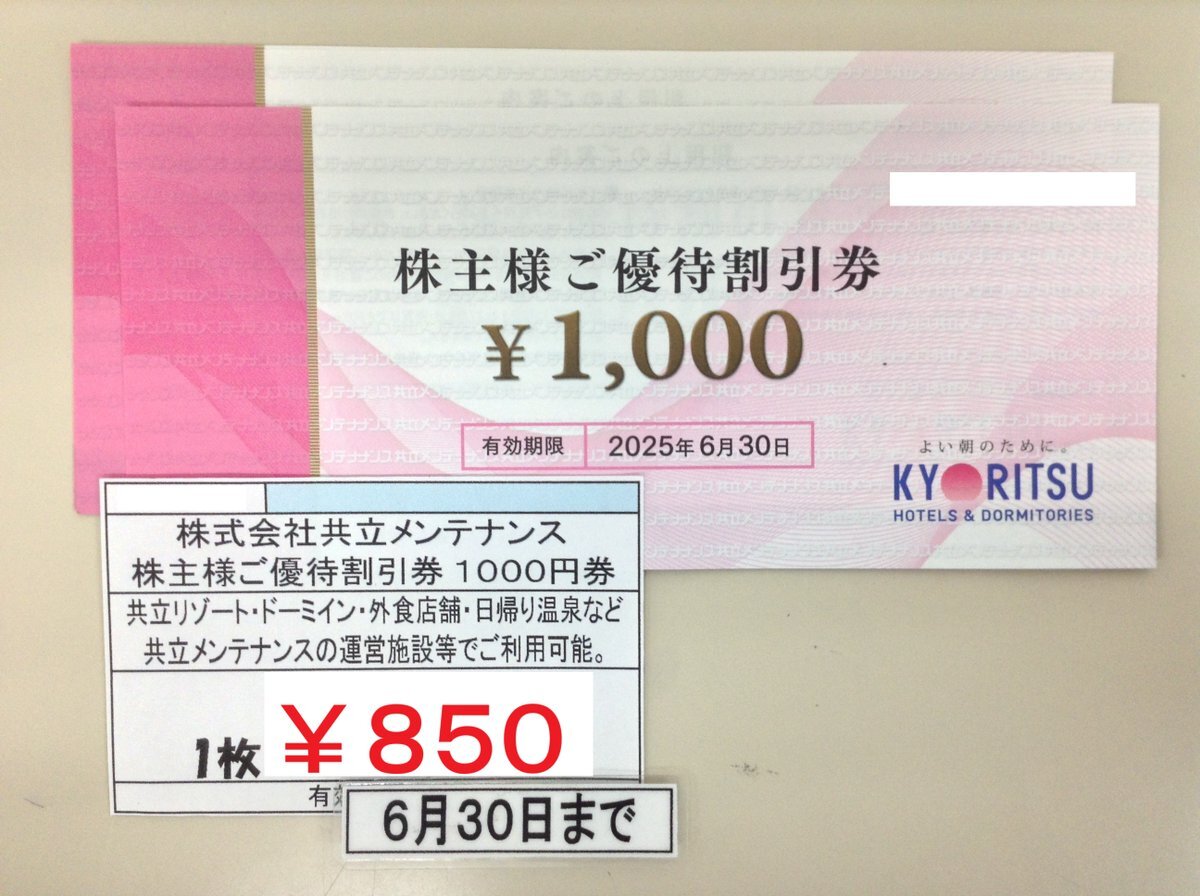 株主様ご優待割引券
¥1,000
有効期限 2025年6月30日
よい朝のために。
KYORITSU
HOTELS & DORMITORIES
株式会社共立メンテナンス
株主様ご優待割引券 1000円券
共立リゾート・ドーミイン・外食店舗・日帰り温泉など
共立メンテナンスの運営施設等でご利用可能。
1枚 ¥850
有効
6月30日まで